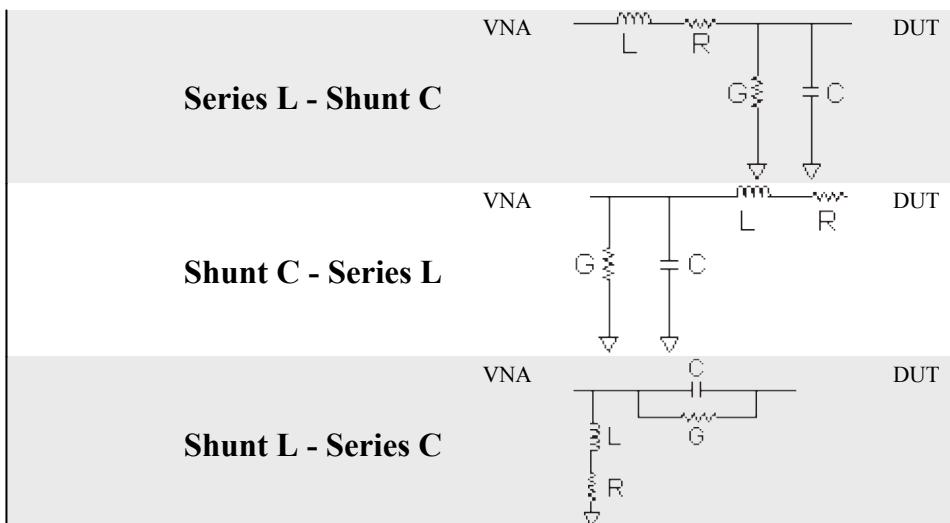 VNA DUT
L R
G C
Series L - Shunt C
VNA DUT
L R
G C
Shunt C - Series L
VNA DUT
C
G
L
Shunt L - Series C
R